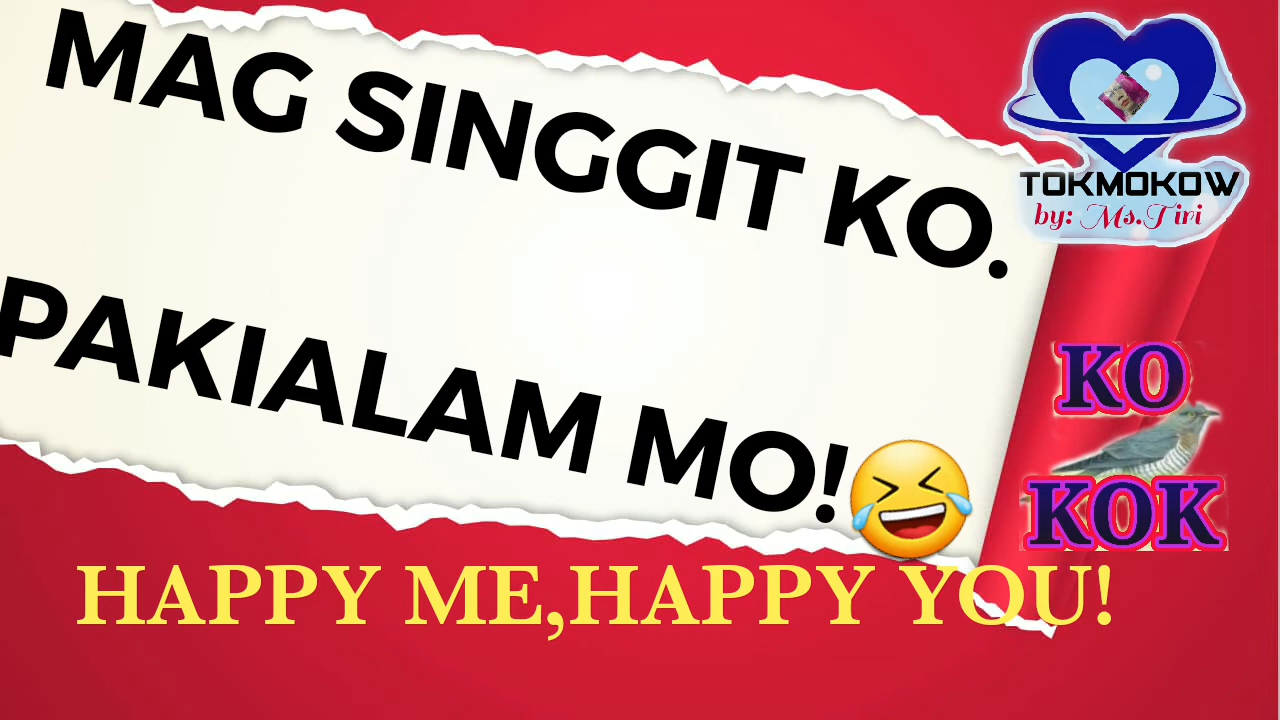 MAG SINGGIT KO.
PAKIALAM MO!😆
TOKMOKOW
by: Ms.Tiri
KO
KOK
HAPPY ME,HAPPY YOU!